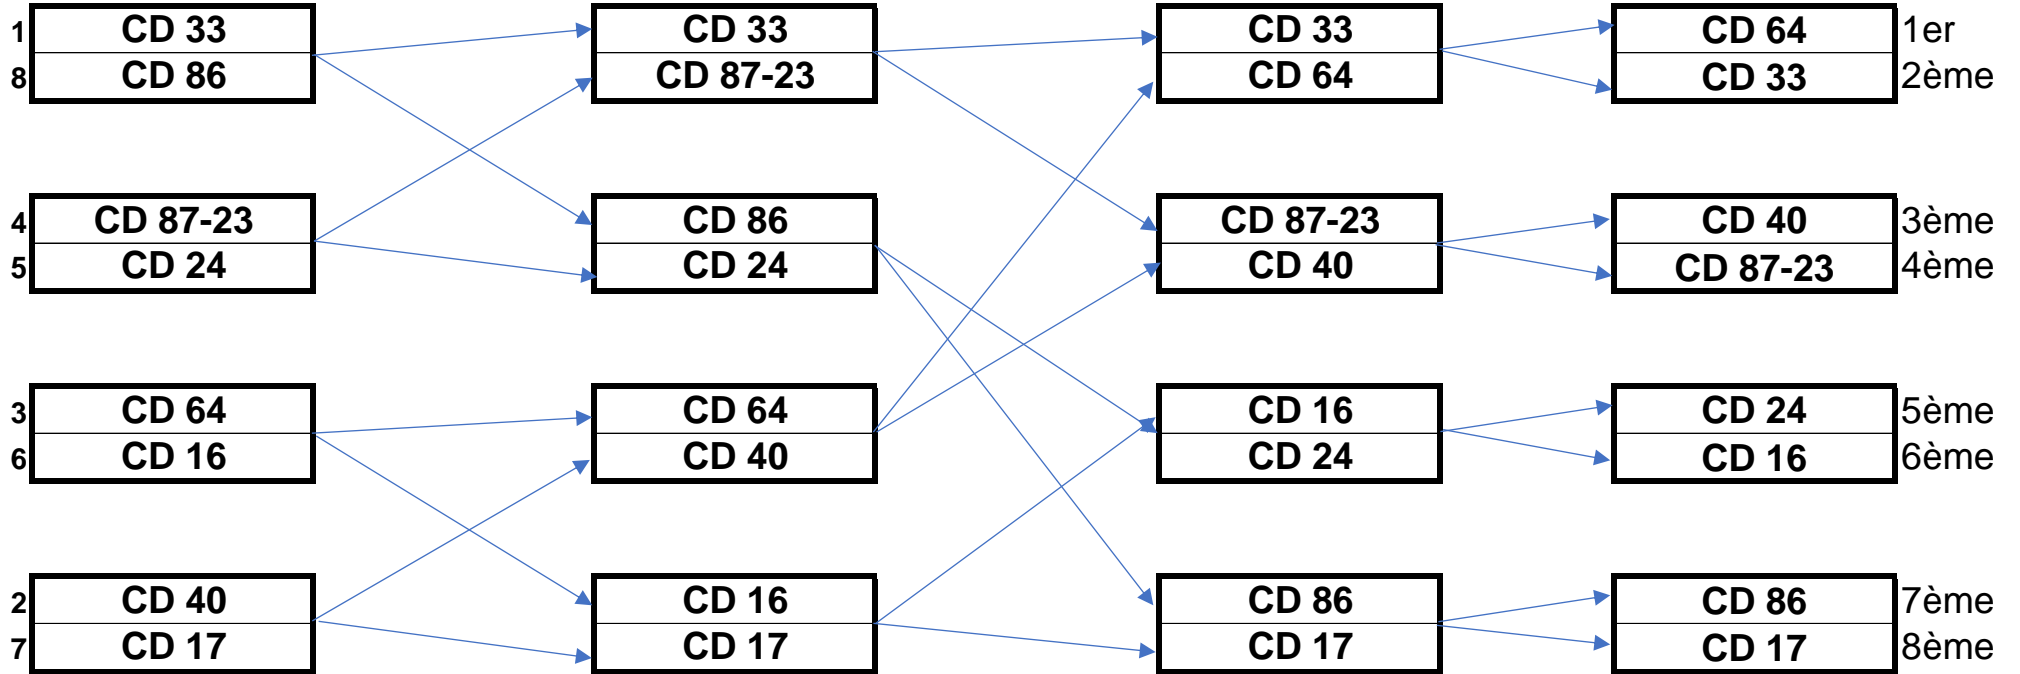 1 CD 33 CD 33 CD 33 CD 64 1er
8 CD 86 CD 87-23 CD 64 CD 33 2ème
4 CD 87-23 CD 86 CD 87-23 CD 40 3ème
5 CD 24 CD 24 CD 40 CD 87-23 4ème
3 CD 64 CD 64 CD 16 CD 24 5ème
6 CD 16 CD 40 CD 24 CD 16 6ème
2 CD 40 CD 16 CD 86 CD 86 7ème
7 CD 17 CD 17 CD 17 CD 17 8ème